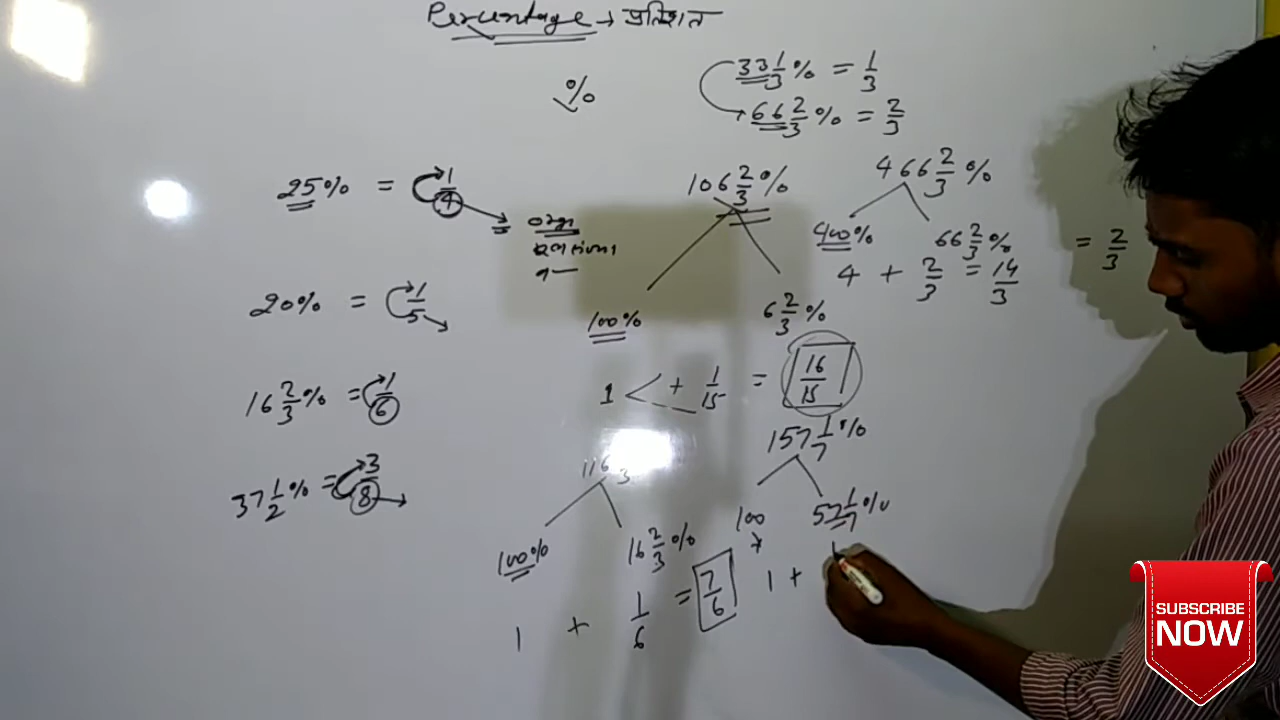 Percentage → प्रतिशत
%
33 1/3 % = 1/3
66 2/3 % = 2/3
25% = 1/4
20% = 1/5
16 2/3 % = 1/6
37 1/2 % = 3/8
106 2/3 %
100%
6 2/3 %
1 + 1/15 = 16/15
466 2/3 %
400%
66 2/3 % = 2/3
4 + 2/3 = 14/3
116 3
100%
16 2/3 %
1 + 1/6 = 7/6
157 1/7 %
100
57 1/7 %
1 +
SUBSCRIBE
NOW